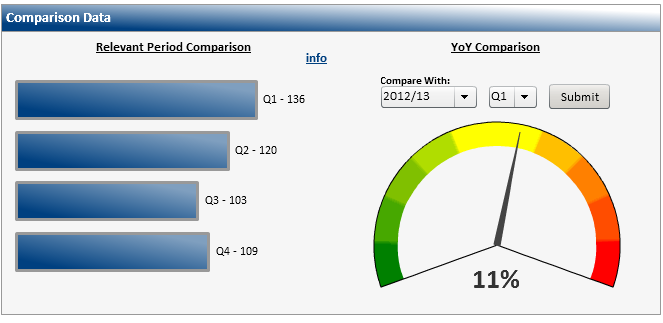 Comparison Data
Relevant Period Comparison
info
Q1 - 136
Q2 - 120
Q3 - 103
Q4 - 109
YoY Comparison
Compare With:
2012/13 Q1 Submit
11%